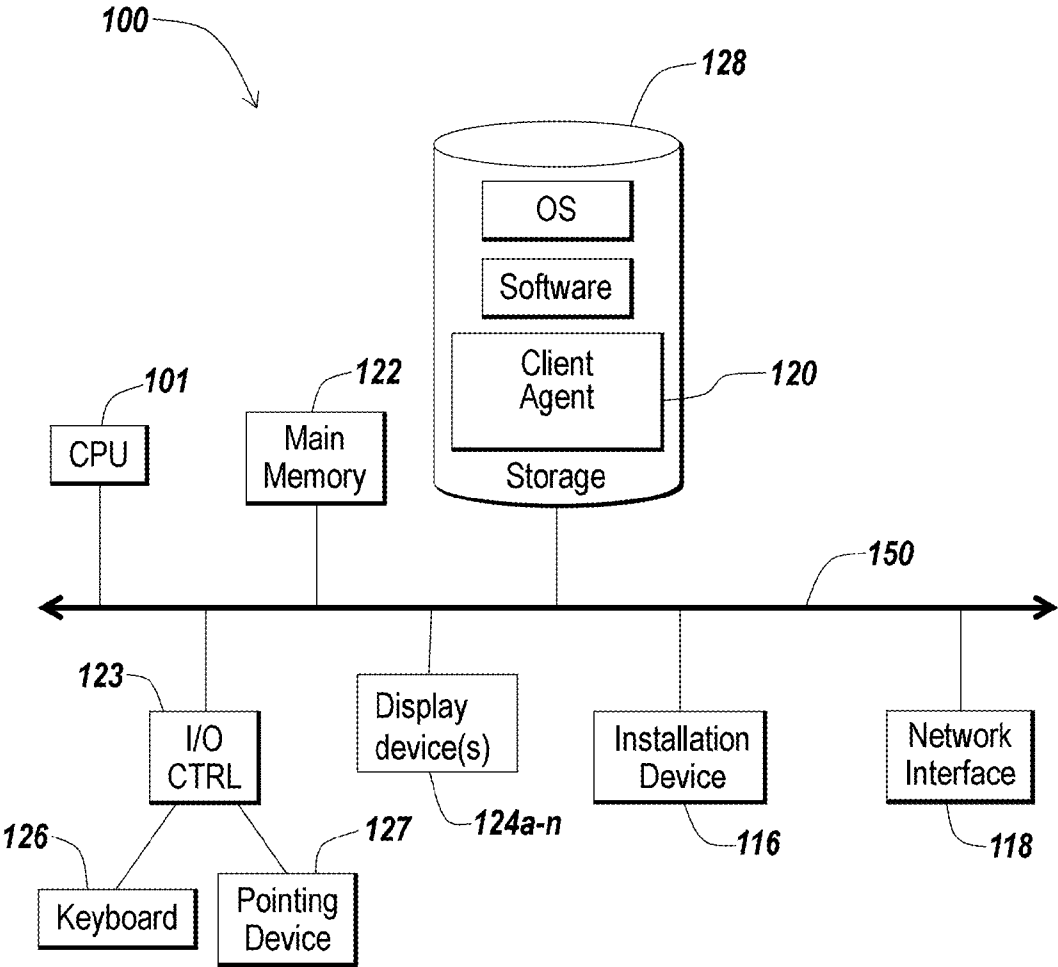 100
128
OS
Software
Client
Agent
120
Storage
101
CPU
122
Main
Memory
150
123
I/O
CTRL
Display
device(s)
124a-n
Installation
Device
116
Network
Interface
118
126
Keyboard
127
Pointing
Device